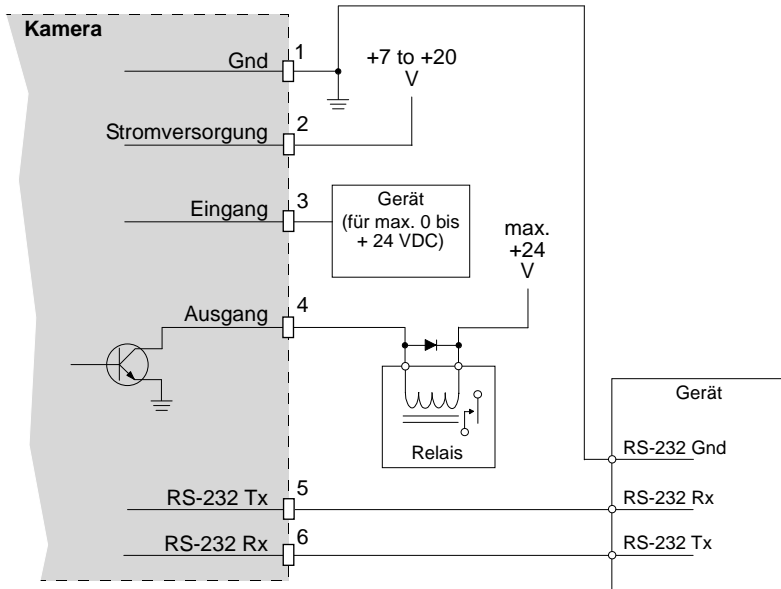 Kamera
Gnd
1
+7 to +20
V
Stromversorgung
2
Eingang
3
Gerät
(für max. 0 bis
+ 24 VDC)
max.
+24
V
Ausgang
4
Relais
Gerät
RS-232 Gnd
RS-232 Tx
5
RS-232 Rx
RS-232 Rx
6
RS-232 Tx